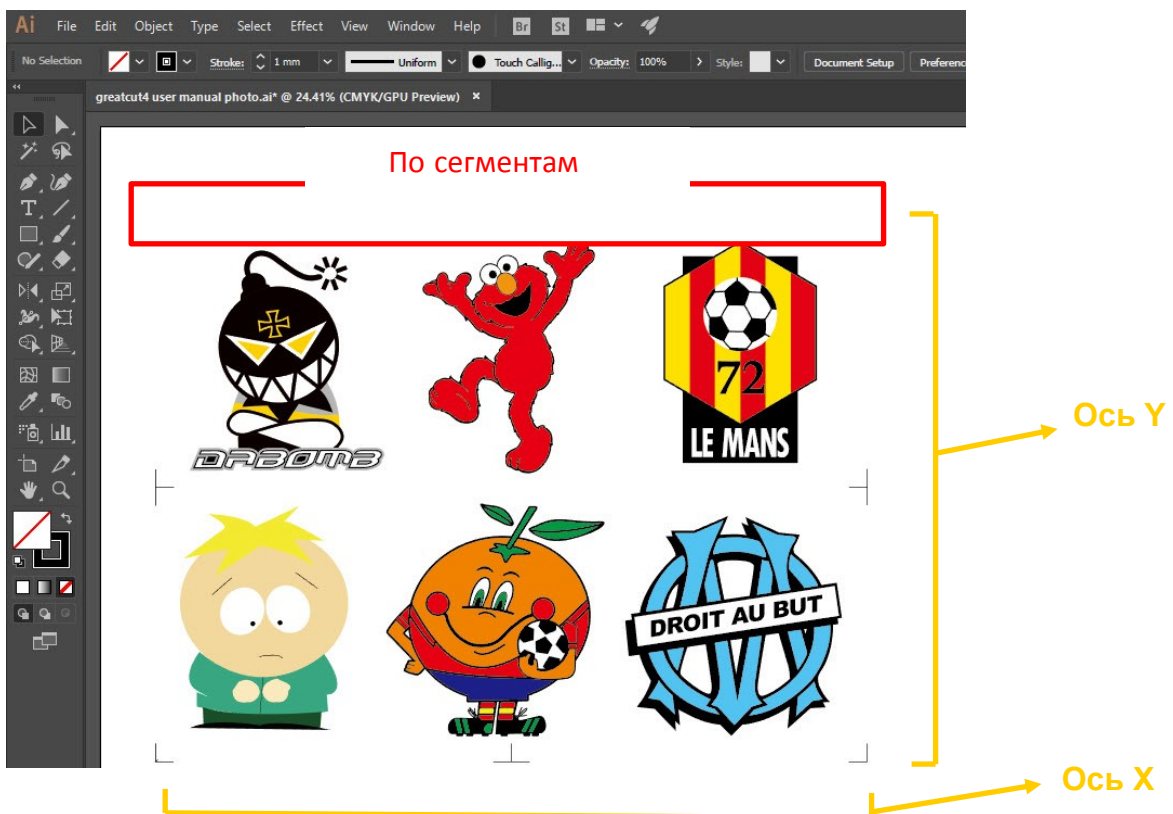 Ai File Edit Object Type Select Effect View Window Help Br St
No Selection Stroke: 1 mm Uniform Touch Callig... Opacity: 100% Style: Document Setup Preferenc
greatcut4 user manual photo.ai* @ 24.41% (CMYK/GPU Preview) ×
По сегментам
72
LE MANS
DABOMB
Ось Y
DROIT AU BUT
Ось X